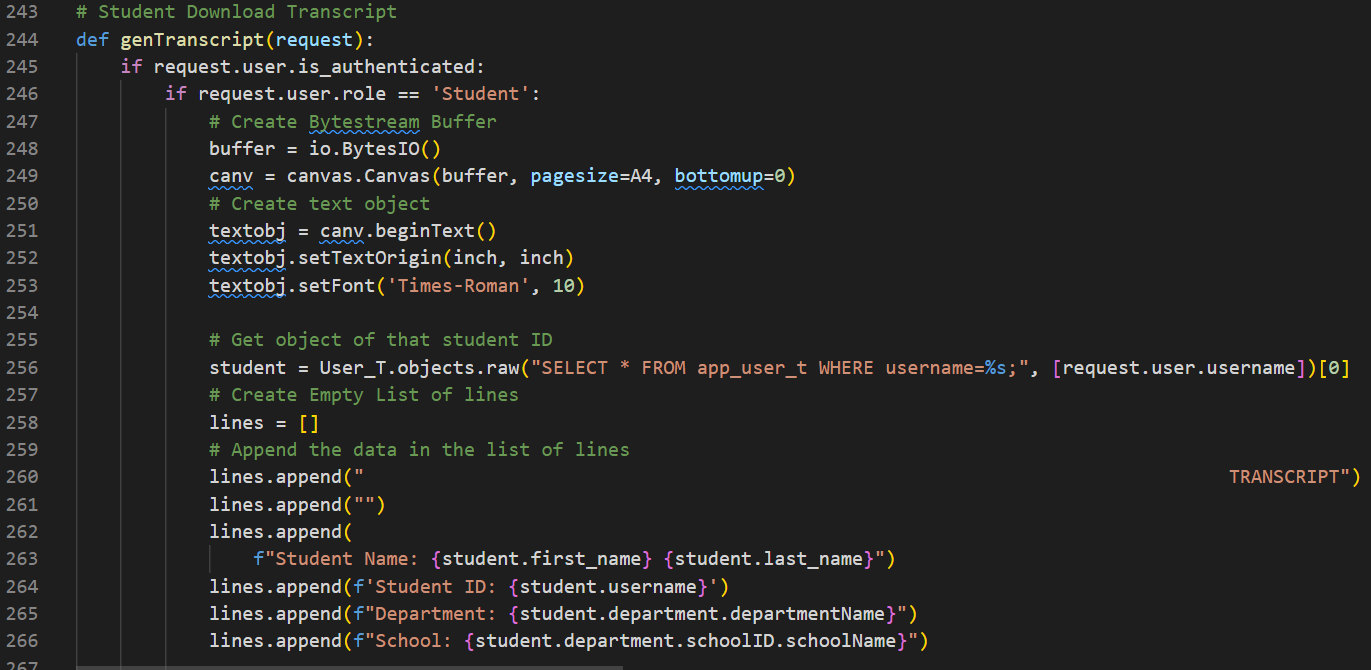 243 # Student Download Transcript
244 def genTranscript(request):
245 if request.user.is_authenticated:
246 if request.user.role == 'Student':
247 # Create Bytestream Buffer
248 buffer = io.BytesIO()
249 canv = canvas.Canvas(buffer, pagesize=A4, bottomup=0)
250 # Create text object
251 textobj = canv.beginText()
252 textobj.setTextOrigin(inch, inch)
253 textobj.setFont('Times-Roman', 10)
254
255 # Get object of that student ID
256 student = User_T.objects.raw("SELECT * FROM app_user_t WHERE username=%s;", [request.user.username])[0]
257 # Create Empty List of lines
258 lines = []
259 # Append the data in the list of lines
260 lines.append("                                                                              TRANSCRIPT")
261 lines.append("")
262 lines.append(
263 f"Student Name: {student.first_name} {student.last_name}")
264 lines.append(f'Student ID: {student.username}')
265 lines.append(f"Department: {student.department.departmentName}")
266 lines.append(f"School: {student.department.schoolID.schoolName}")
267